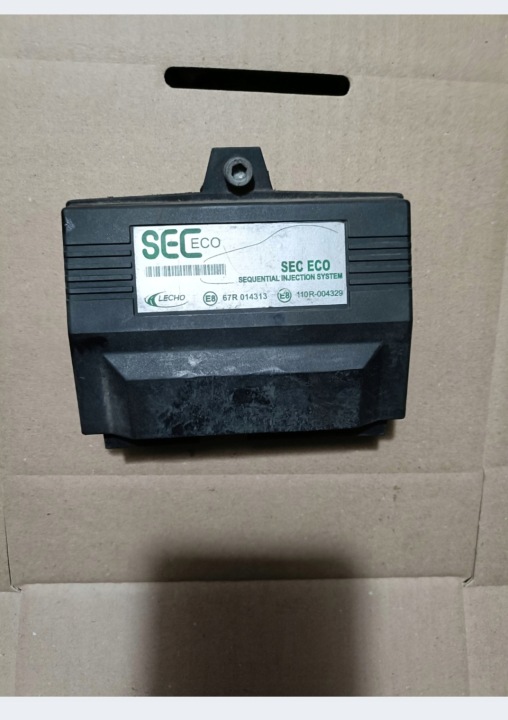 SEC ECO
SEC ECO
SEQUENTIAL INJECTION SYSTEM
LECHO E8 67R 014313 E8 110R-004329